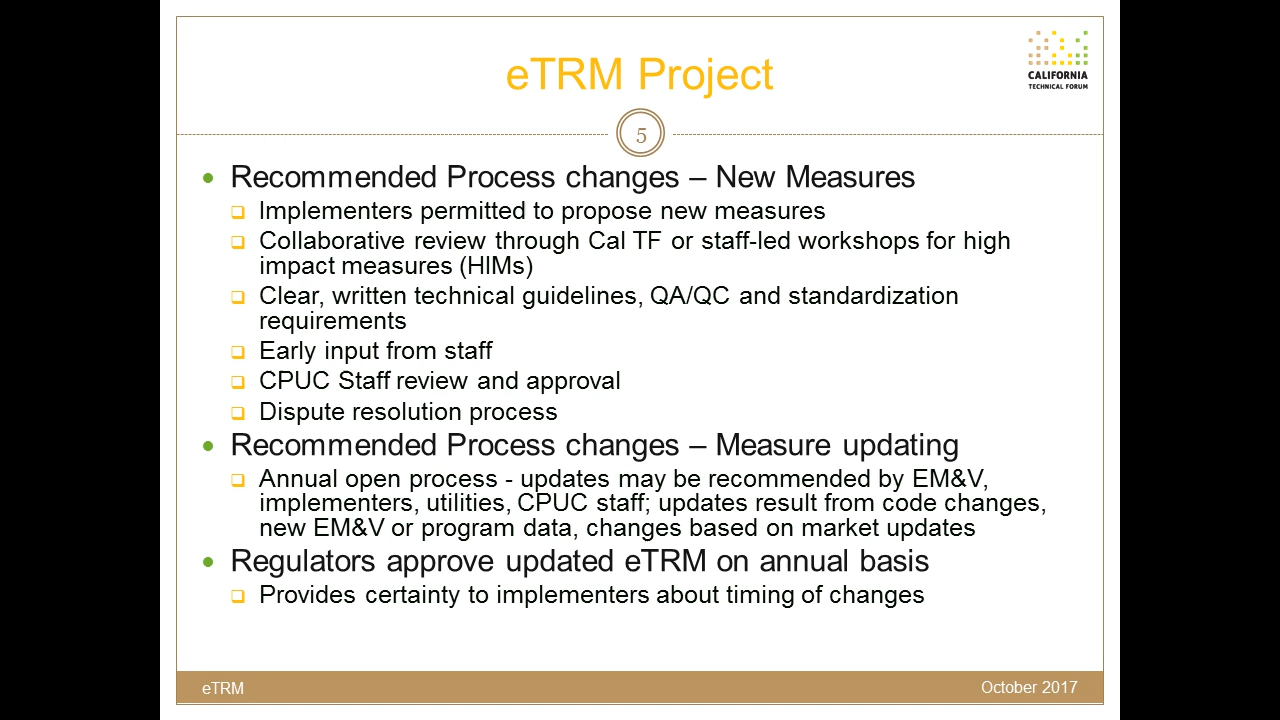 eTRM Project
CALIFORNIA
TECHNICAL FORUM
5
Recommended Process changes – New Measures
Implementers permitted to propose new measures
Collaborative review through Cal TF or staff-led workshops for high
impact measures (HIMs)
Clear, written technical guidelines, QA/QC and standardization
requirements
Early input from staff
CPUC Staff review and approval
Dispute resolution process
Recommended Process changes – Measure updating
Annual open process - updates may be recommended by EM&V,
implementers, utilities, CPUC staff; updates result from code changes,
new EM&V or program data, changes based on market updates
Regulators approve updated eTRM on annual basis
Provides certainty to implementers about timing of changes
eTRM
October 2017